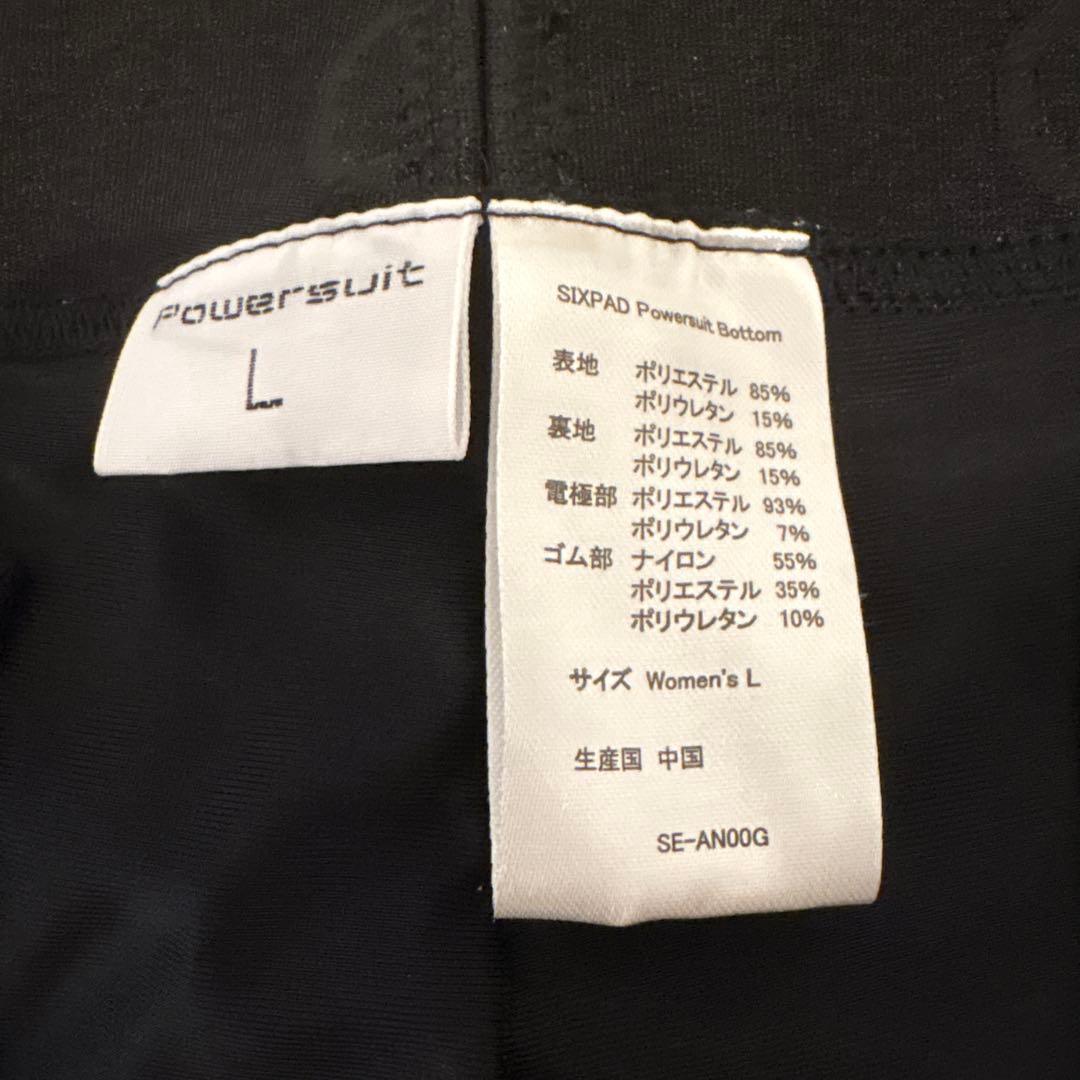 Powersuit
L
SIXPAD Powersuit Bottom
表地 ポリエステル 85%
ポリウレタン 15%
裏地 ポリエステル 85%
ポリウレタン 15%
電極部 ポリエステル 93%
ポリウレタン 7%
ゴム部 ナイロン 55%
ポリエステル 35%
ポリウレタン 10%
サイズ Women's L
生産国 中国
SE-AN00G